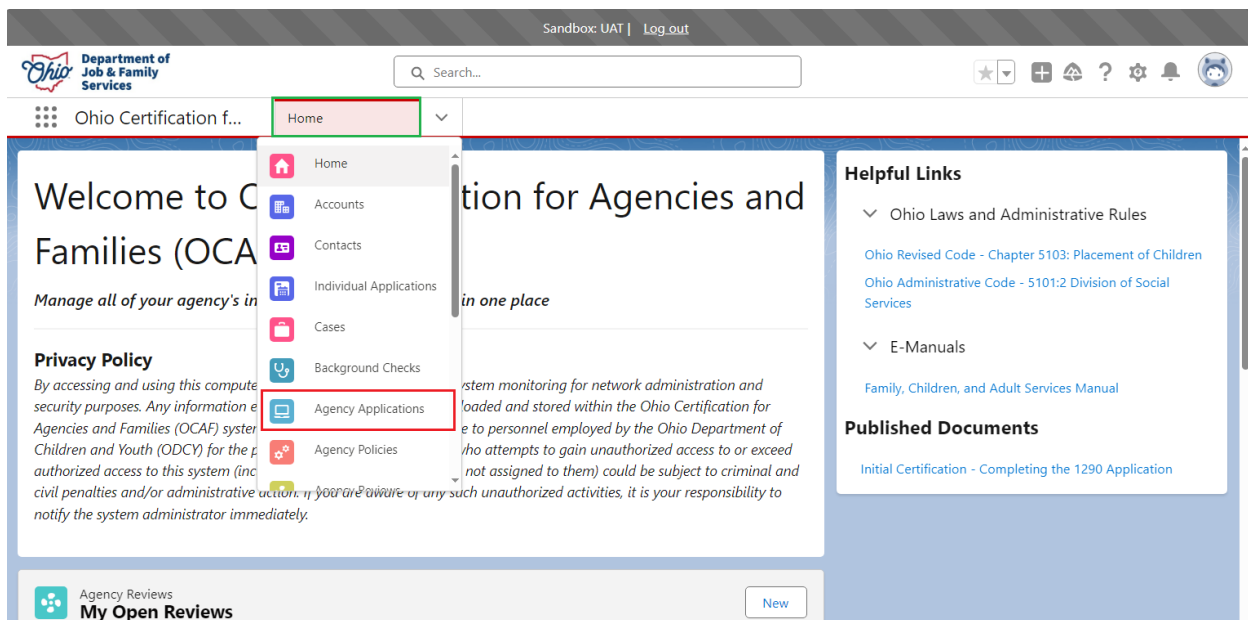 Sandbox: UAT | Log out
Ohio
Department of
Job & Family
Services
Search...
Ohio Certification f...
Home
Home
Accounts
Contacts
Individual Applications
Cases
Background Checks
Agency Applications
Agency Policies
Agency Reviews
Welcome to C tion for Agencies and
Families (OCA
Manage all of your agency's in in one place
Privacy Policy
By accessing and using this compute ystem monitoring for network administration and
security purposes. Any information e loaded and stored within the Ohio Certification for
Agencies and Families (OCAF) syster e to personnel employed by the Ohio Department of
Children and Youth (ODCY) for the p who attempts to gain unauthorized access to or exceed
authorized access to this system (inc not assigned to them) could be subject to criminal and
civil penalties and/or administrative action. If you are aware of any such unauthorized activities, it is your responsibility to
notify the system administrator immediately.
Agency Reviews
My Open Reviews
New
Helpful Links
Ohio Laws and Administrative Rules
Ohio Revised Code - Chapter 5103: Placement of Children
Ohio Administrative Code - 5101:2 Division of Social
Services
E-Manuals
Family, Children, and Adult Services Manual
Published Documents
Initial Certification - Completing the 1290 Application